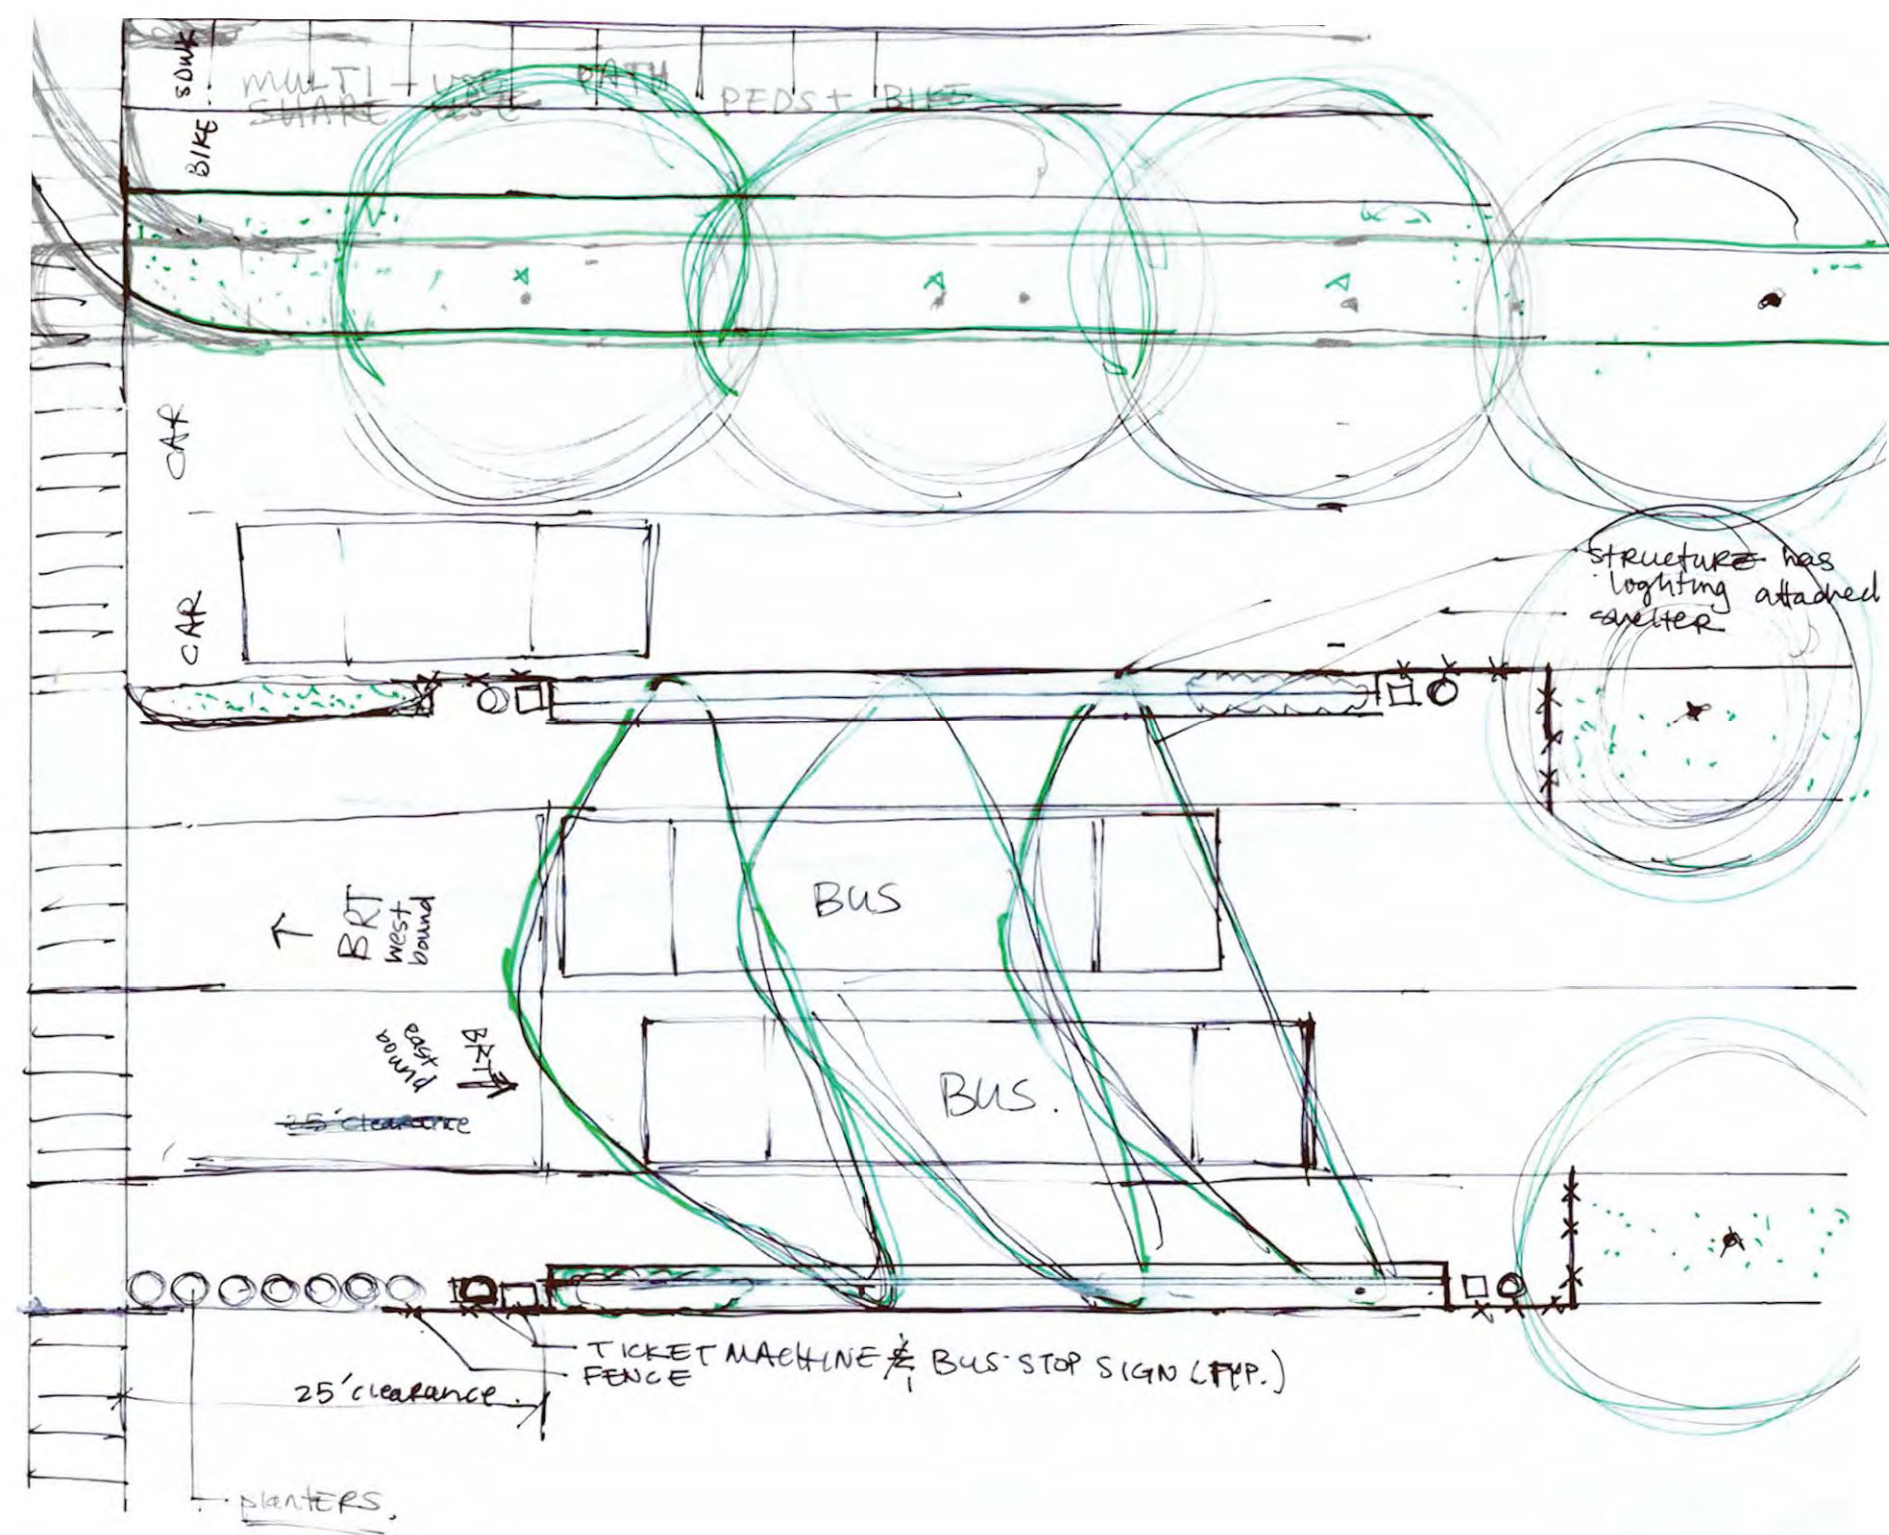 SDWK
MULTI - USE PATH
SHARE USE
PEDS + BIKE
BIKE
CAR
CAR
STRUCTURE has
loghting attached
SHELTER
BRT
west
bound
BUS
BRT
east
bound
BUS.
25' clearance
TICKET MACHINE & BUS STOP SIGN (TYP.)
FENCE
25' clearance
planTERS.